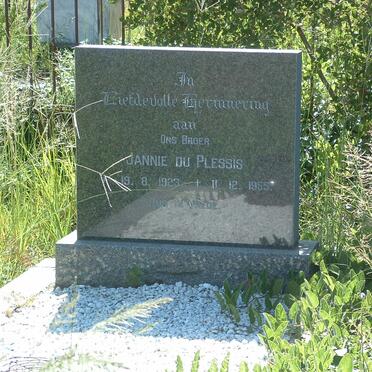 In
Liefdevolle Herinnering
aan
Ons Broer
Jannie du Plessis
19. 8. 1923 + 11. 12. 1955